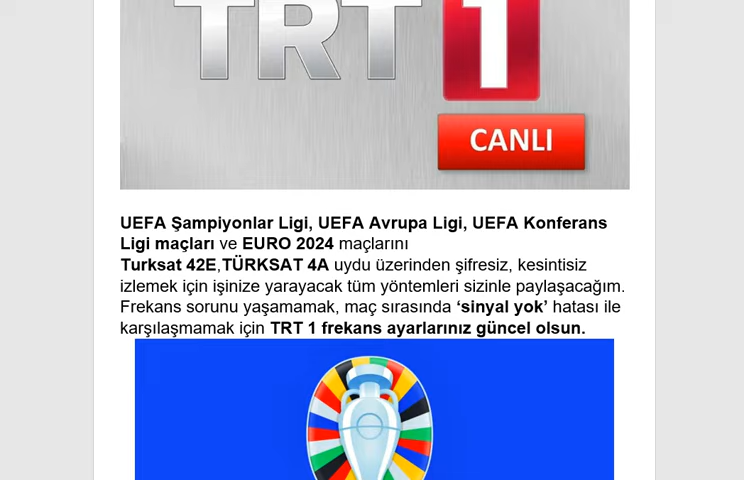 TRT 1
CANLI
UEFA Şampiyonlar Ligi, UEFA Avrupa Ligi, UEFA Konferans
Ligi maçları ve EURO 2024 maçlarını
Turksat 42E,TÜRKSAT 4A uydu üzerinden şifresiz, kesintisiz
izlemek için işinize yarayacak tüm yöntemleri sizinle paylaşacağım.
Frekans sorunu yaşamamak, maç sırasında ‘sinyal yok’ hatası ile
karşılaşmamak için TRT 1 frekans ayarlarınız güncel olsun.